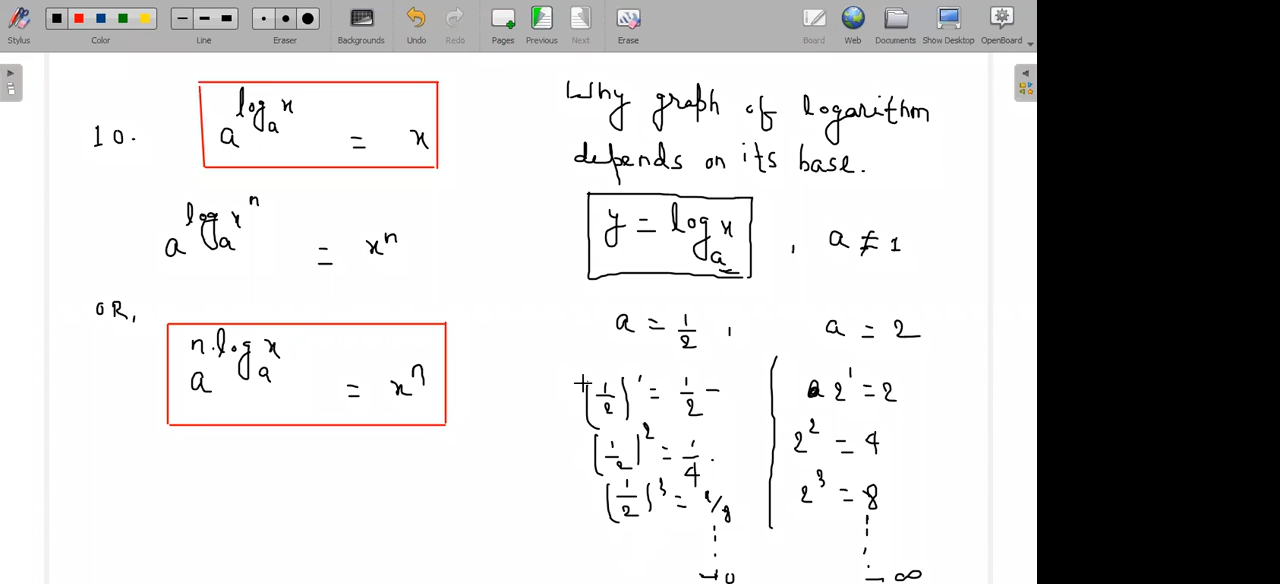 Stylus
Color
Line
Eraser
Backgrounds
Undo
Redo
Pages
Previous
Next
Erase
Board
Web
Documents
Show Desktop
OpenBoard
10. a^(log_a x) = x
a^(log_a x^n) = x^n
OR,
a^(n.log_a x) = x^n
Why graph of logarithm
depends on its base.
y = log_a x , a ≠ 1
a = 1/2 , a = 2
(1/2)^1 = 1/2
(1/2)^2 = 1/4
(1/2)^3 = 1/8
→ 0
2^1 = 2
2^2 = 4
2^3 = 8
→ ∞